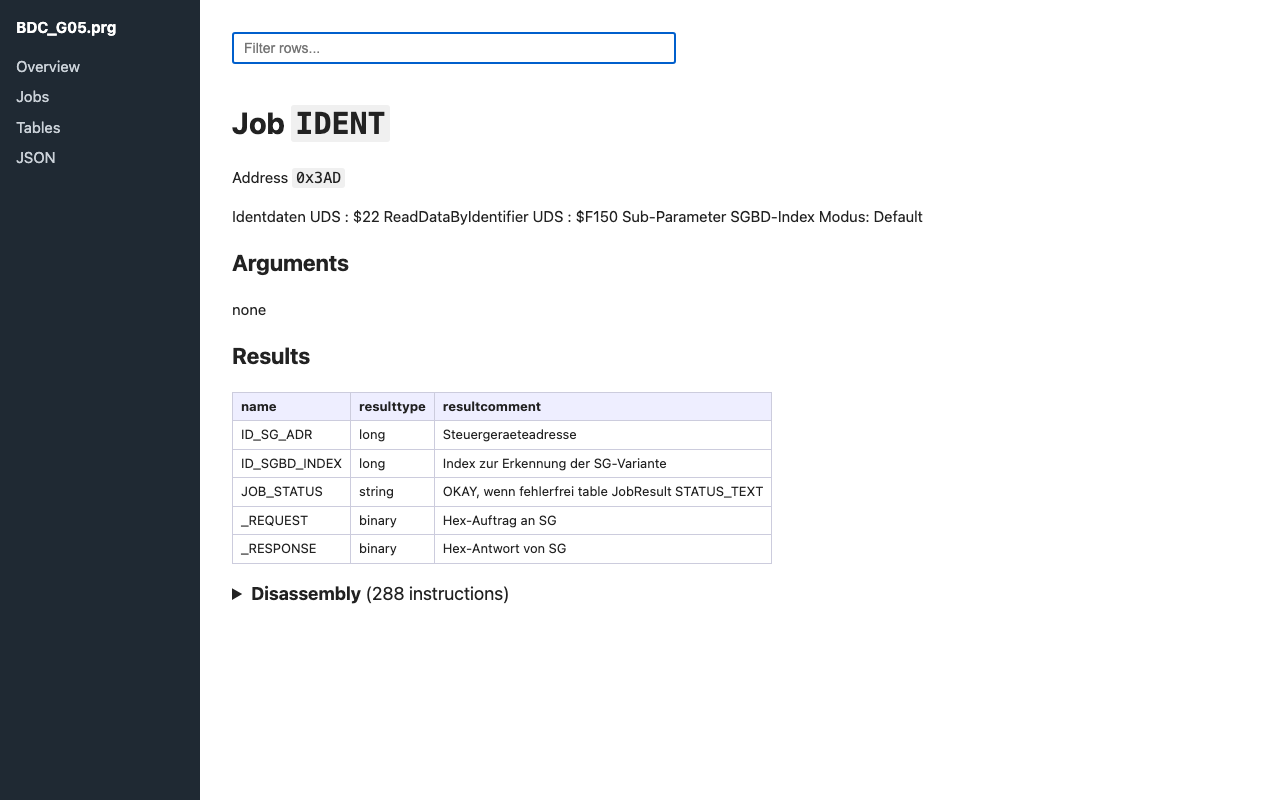 BDC_G05.prg
Overview
Jobs
Tables
JSON
Filter rows...
Job IDENT
Address 0x3AD
Identdaten UDS : $22 ReadDataByIdentifier UDS : $F150 Sub-Parameter SGBD-Index Modus: Default
Arguments
none
Results
name resulttype resultcomment
ID_SG_ADR long Steuergeraeteadresse
ID_SGBD_INDEX long Index zur Erkennung der SG-Variante
JOB_STATUS string OKAY, wenn fehlerfrei table JobResult STATUS_TEXT
_REQUEST binary Hex-Auftrag an SG
_RESPONSE binary Hex-Antwort von SG
Disassembly (288 instructions)